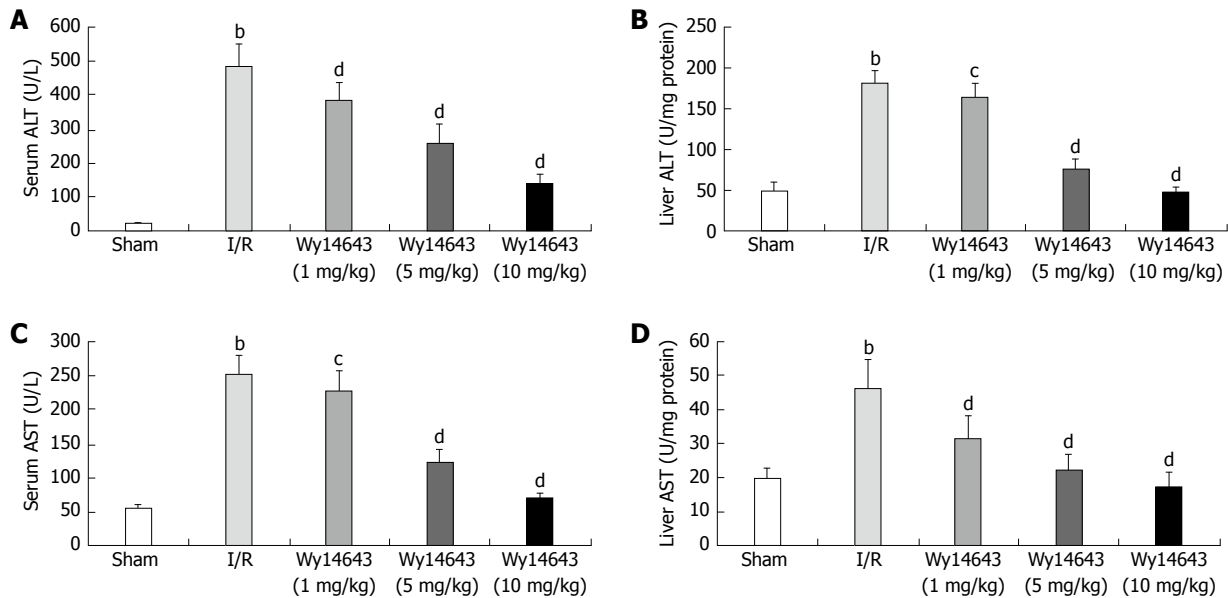 A
Serum ALT (U/L)
600
500
400
300
200
100
0
b
d
d
d
Sham
I/R
Wy14643
(1 mg/kg)
Wy14643
(5 mg/kg)
Wy14643
(10 mg/kg)
B
Liver ALT (U/mg protein)
250
200
150
100
50
0
b
c
d
d
Sham
I/R
Wy14643
(1 mg/kg)
Wy14643
(5 mg/kg)
Wy14643
(10 mg/kg)
C
Serum AST (U/L)
300
250
200
150
100
50
0
b
c
d
d
Sham
I/R
Wy14643
(1 mg/kg)
Wy14643
(5 mg/kg)
Wy14643
(10 mg/kg)
D
Liver AST (U/mg protein)
60
50
40
30
20
10
0
b
d
d
d
Sham
I/R
Wy14643
(1 mg/kg)
Wy14643
(5 mg/kg)
Wy14643
(10 mg/kg)